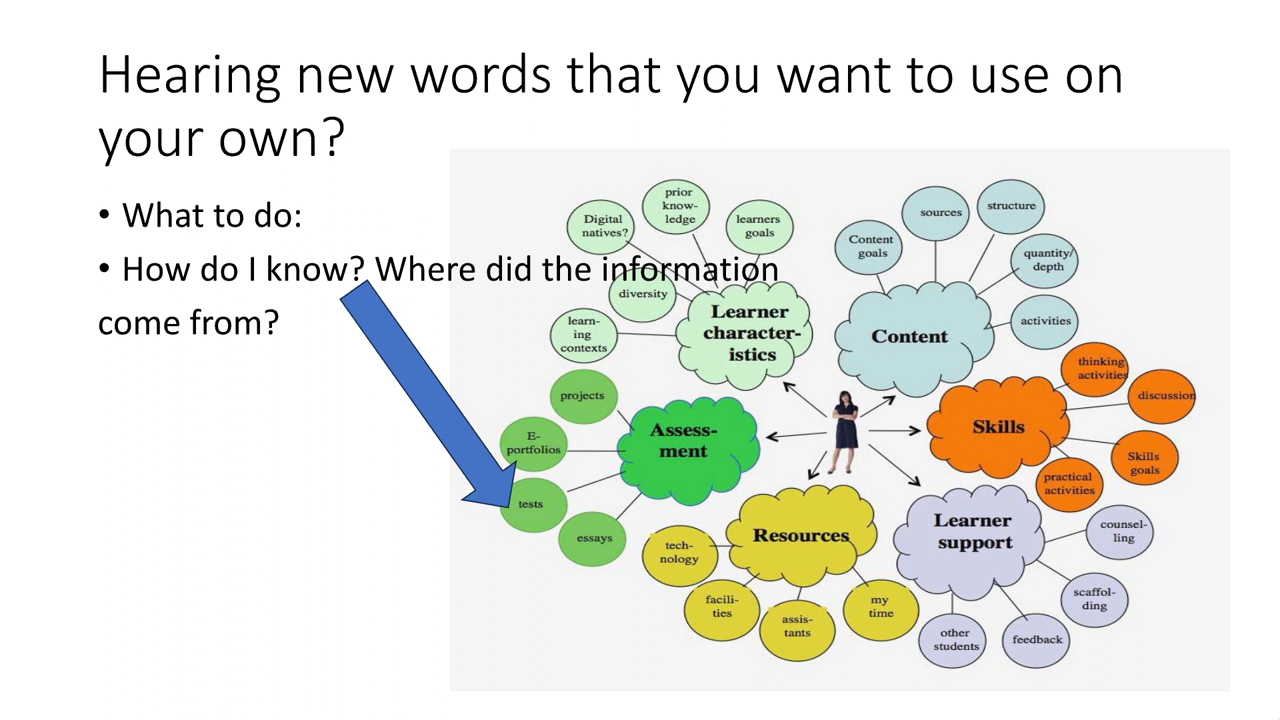 Hearing new words that you want to use on
your own?
• What to do:
• How do I know? Where did the information
come from?
prior
know-
ledge
Digital
natives?
learners
goals
diversity
learn-
ing
contexts
Learner
character-
istics
Content
goals
sources
structure
quantity/
depth
activities
Content
thinking
activities
discussion
Skills
goals
practical
activities
Skills
projects
E-
portfolios
tests
essays
Assess-
ment
Resources
tech-
nology
facili-
ties
assis-
tants
my
time
Learner
support
counsel-
ling
scaffol-
ding
feedback
other
students